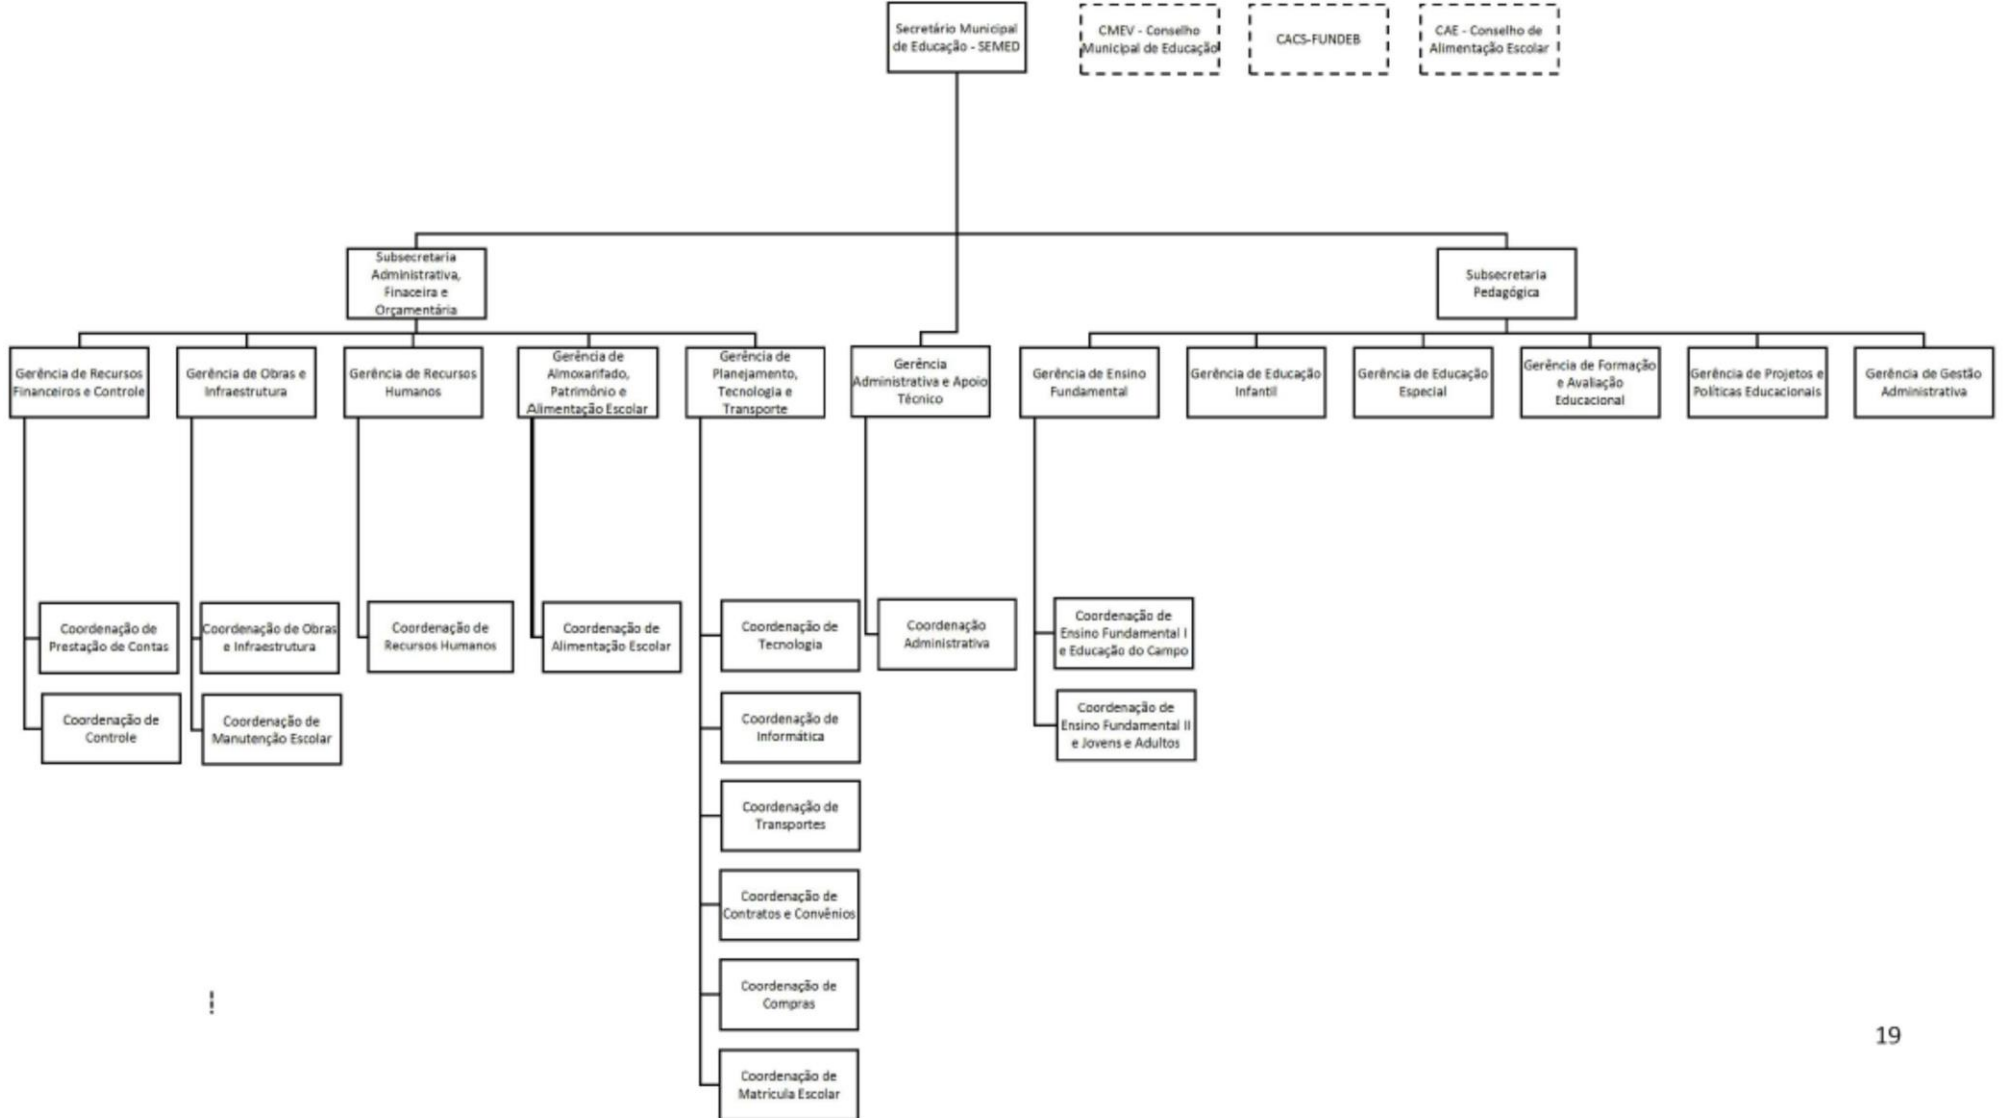 Secretário Municipal
de Educação - SEMED
CMEV - Conselho
Municipal de Educação
CACS-FUNDEB
CAE - Conselho de
Alimentação Escolar
Subsecretaria
Administrativa,
Finaceira e
Orçamentária
Subsecretaria
Pedagógica
Gerência de Recursos
Financeiros e Controle
Gerência de Obras e
Infraestrutura
Gerência de Recursos
Humanos
Gerência de
Almoxarifado,
Patrimônio e
Alimentação Escolar
Gerência de
Planejamento,
Tecnologia e
Transporte
Gerência
Administrativa e Apoio
Técnico
Gerência de Ensino
Fundamental
Gerência de Educação
Infantil
Gerência de Educação
Especial
Gerência de Formação
e Avaliação
Educacional
Gerência de Projetos e
Políticas Educacionais
Gerência de Gestão
Administrativa
Coordenação de
Prestação de Contas
Coordenação de Obras
e Infraestrutura
Coordenação de
Recursos Humanos
Coordenação de
Alimentação Escolar
Coordenação de
Tecnologia
Coordenação
Administrativa
Coordenação de
Ensino Fundamental I
e Educação do Campo
Coordenação de
Controle
Coordenação de
Manutenção Escolar
Coordenação de
Informática
Coordenação de
Ensino Fundamental II
e Jovens e Adultos
Coordenação de
Transportes
Coordenação de
Contratos e Convênios
Coordenação de
Compras
Coordenação de
Matrícula Escolar
19